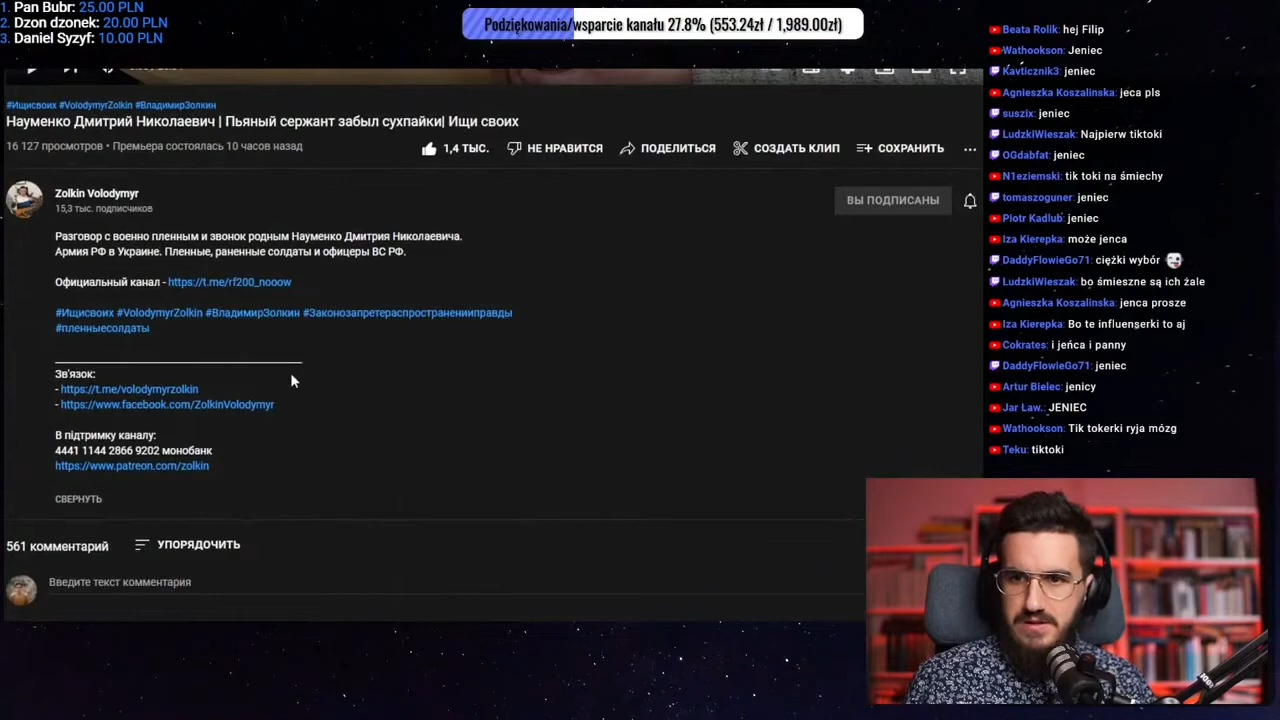 1. Pan Bubr: 25.00 PLN
2. Dzon dzonek: 20.00 PLN
3. Daniel Syzyf: 10.00 PLN
Podziękowania/wsparcie kanału 27.8% (553.24zł / 1,989.00zł)
#Ищисвоих #VolodymyrZolkin #ВладимирЗолкин
Науменко Дмитрий Николаевич | Пьяный сержант забыл сухпайки| Ищи своих
16 127 просмотров • Премьера состоялась 10 часов назад
1,4 ТЫС.
НЕ НРАВИТСЯ
ПОДЕЛИТЬСЯ
СОЗДАТЬ КЛИП
СОХРАНИТЬ
Zolkin Volodymyr
15,3 тыс. подписчиков
ВЫ ПОДПИСАНЫ
Разговор с военно пленным и звонок родным Науменко Дмитрия Николаевича.
Армия РФ в Украине. Пленные, раненные солдаты и офицеры ВС РФ.
Официальный канал - https://t.me/rf200_nooow
#Ищисвоих #VolodymyrZolkin #ВладимирЗолкин #Законозапретераспространенииправды
#пленныесолдаты
Зв'язок:
- https://t.me/volodymyrzolkin
- https://www.facebook.com/ZolkinVolodymyr
В підтримку каналу:
4441 1144 2866 9202 монобанк
https://www.patreon.com/zolkin
СВЕРНУТЬ
561 комментарий
УПОРЯДОЧИТЬ
Введите текст комментария
Beata Rolik: hej Filip
Wathookson: Jeniec
Kavticznik3: jeniec
Agnieszka Koszalinska: jeca pls
suszix: jeniec
LudzkiWieszak: Najpierw tiktoki
OGdabfat: jeniec
N1eziemski: tik toki na śmiechy
tomaszoguner: jeniec
Piotr Kadlub: jeniec
Iza Kierepka: może jenca
DaddyFlowieGo71: ciężki wybór
LudzkiWieszak: bo śmieszne są ich żale
Agnieszka Koszalinska: jenca prosze
Iza Kierepka: Bo te influenserki to aj
Cokrates: i jeńca i panny
DaddyFlowieGo71: jeniec
Artur Bielec: jenicy
Jar Law.: JENIEC
Wathookson: Tik tokerki ryja mózg
Teku: tiktoki